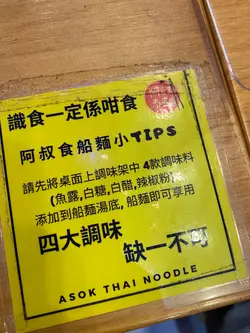 識食一定係咁食
阿叔食船麵小TIPS
請先將桌面上調味架中4款調味料
(魚露,白糖,白醋,辣椒粉)
添加到船麵湯底,船麵即可享用
四大調味
缺一不可
ASOK THAI NOODLE